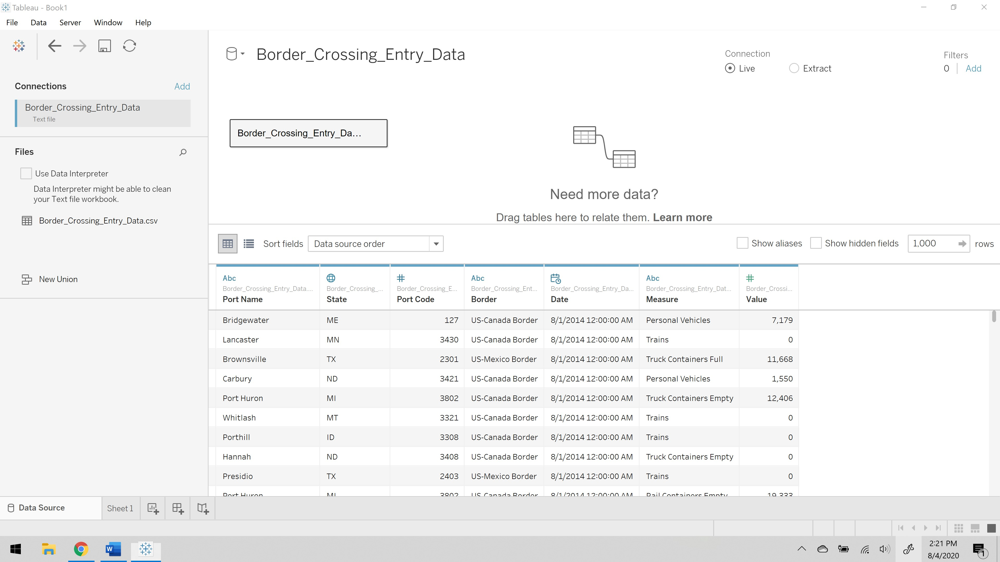 Tableau - Book1
File Data Server Window Help
Border_Crossing_Entry_Data
Connection
Live Extract
Filters
0 Add
Connections Add
Border_Crossing_Entry_Data
Text file
Files
Use Data Interpreter
Data Interpreter might be able to clean
your Text file workbook.
Border_Crossing_Entry_Data.csv
New Union
Border_Crossing_Entry_Da...
Need more data?
Drag tables here to relate them. Learn more
Sort fields Data source order Show aliases Show hidden fields 1,000 rows
Abc # Abc Abc #
Border_Crossing_Entry_Data.... Border_Crossing_... Border_Crossing_E... Border_Crossing_Ent... Border_Crossing_Entry_Da... Border_Crossing_Entry_Dat... Border_Crossi...
Port Name State Port Code Border Date Measure Value
Bridgewater ME 127 US-Canada Border 8/1/2014 12:00:00 AM Personal Vehicles 7,179
Lancaster MN 3430 US-Canada Border 8/1/2014 12:00:00 AM Trains 0
Brownsville TX 2301 US-Mexico Border 8/1/2014 12:00:00 AM Truck Containers Full 11,668
Carbury ND 3421 US-Canada Border 8/1/2014 12:00:00 AM Personal Vehicles 1,550
Port Huron MI 3802 US-Canada Border 8/1/2014 12:00:00 AM Truck Containers Empty 12,406
Whitlash MT 3321 US-Canada Border 8/1/2014 12:00:00 AM Trains 0
Porthill ID 3308 US-Canada Border 8/1/2014 12:00:00 AM Trains 0
Hannah ND 3408 US-Canada Border 8/1/2014 12:00:00 AM Truck Containers Empty 0
Presidio TX 2403 US-Mexico Border 8/1/2014 12:00:00 AM Trains 0
Port Huron MI 3802 US-Canada Border 8/1/2014 12:00:00 AM Rail Containers Empty 19,333
Data Source Sheet 1
W
2:21 PM
8/4/2020
1